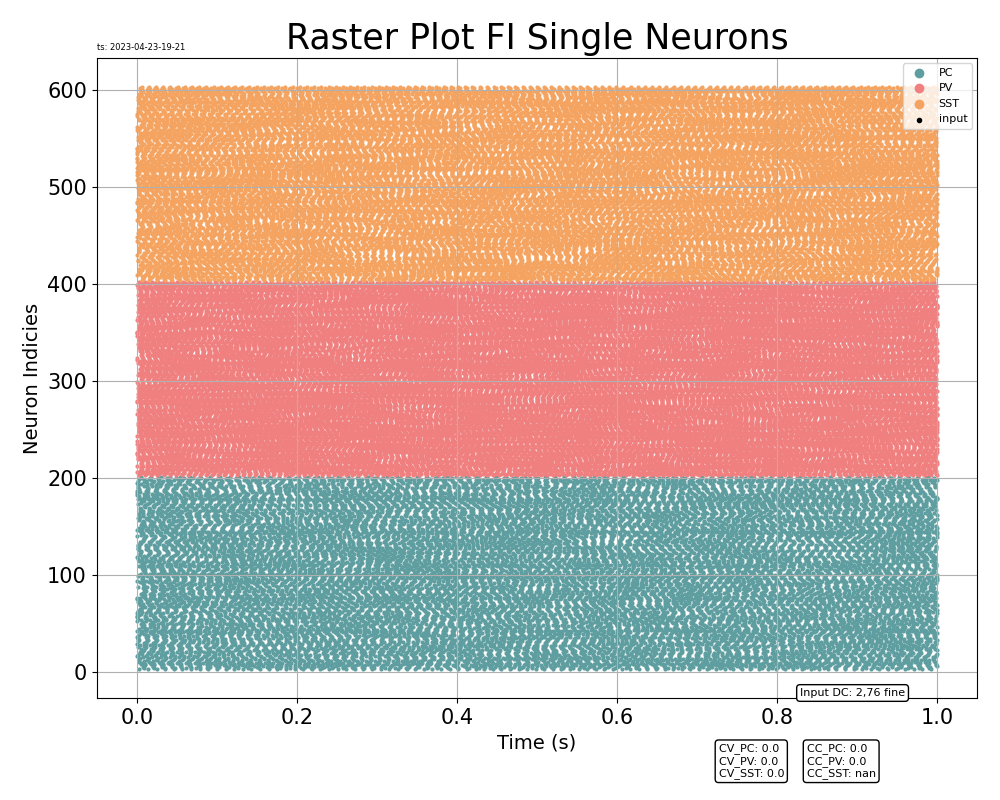 Raster Plot FI Single Neurons
ts: 2023-04-23-19-21
PC
PV
SST
input
600
500
400
300
200
100
0
Neuron Indicies
0.0 0.2 0.4 0.6 0.8 1.0
Time (s)
Input DC: 2,76 fine
CV_PC: 0.0
CV_PV: 0.0
CV_SST: 0.0
CC_PC: 0.0
CC_PV: 0.0
CC_SST: nan